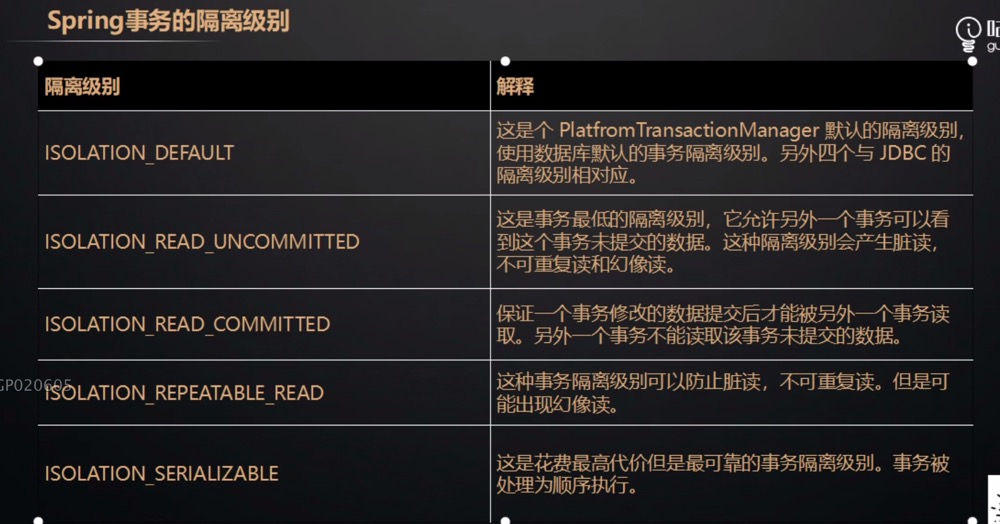 Spring事务的隔离级别
隔离级别
解释
ISOLATION_DEFAULT
这是个 PlatfromTransactionManager 默认的隔离级别，
使用数据库默认的事务隔离级别。另外四个与 JDBC 的
隔离级别相对应。
ISOLATION_READ_UNCOMMITTED
这是事务最低的隔离级别，它允许另外一个事务可以看
到这个事务未提交的数据。这种隔离级别会产生脏读，
不可重复读和幻像读。
ISOLATION_READ_COMMITTED
保证一个事务修改的数据提交后才能被另外一个事务读
取。另外一个事务不能读取该事务未提交的数据。
GP020605
ISOLATION_REPEATABLE_READ
这种事务隔离级别可以防止脏读，不可重复读。但是可
能出现幻像读。
ISOLATION_SERIALIZABLE
这是花费最高代价但是最可靠的事务隔离级别。事务被
处理为顺序执行。